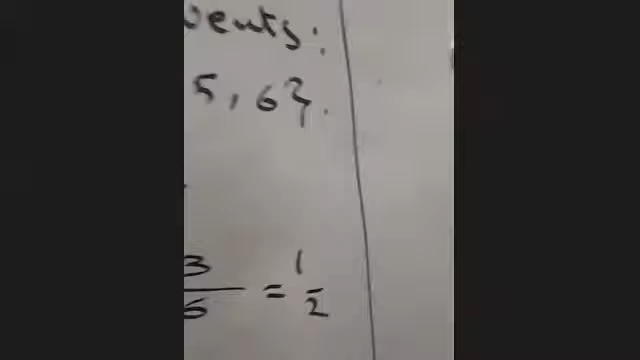 vents:
5, 6}.
3/6 = 1/2